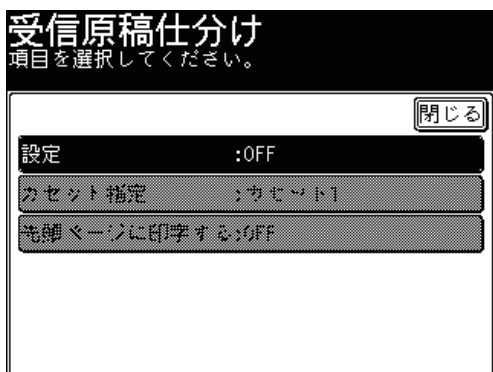 受信原稿仕分け
項目を選択してください。
閉じる
設定 :OFF
カセット指定 :カセット1
先頭ページに印字する:OFF